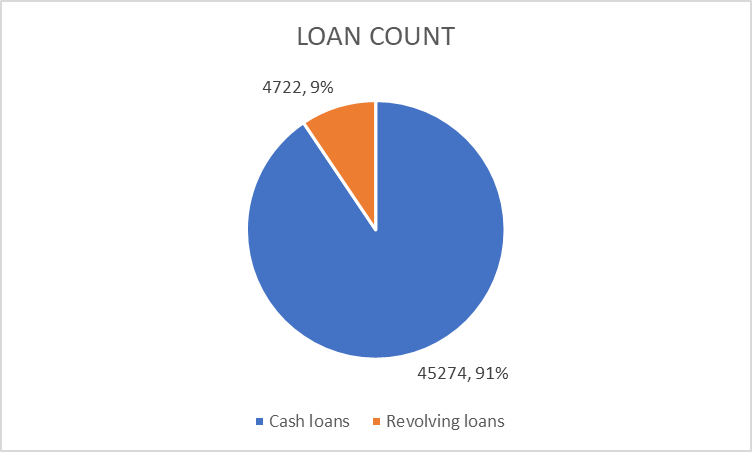 LOAN COUNT
4722, 9%
45274, 91%
Cash loans Revolving loans